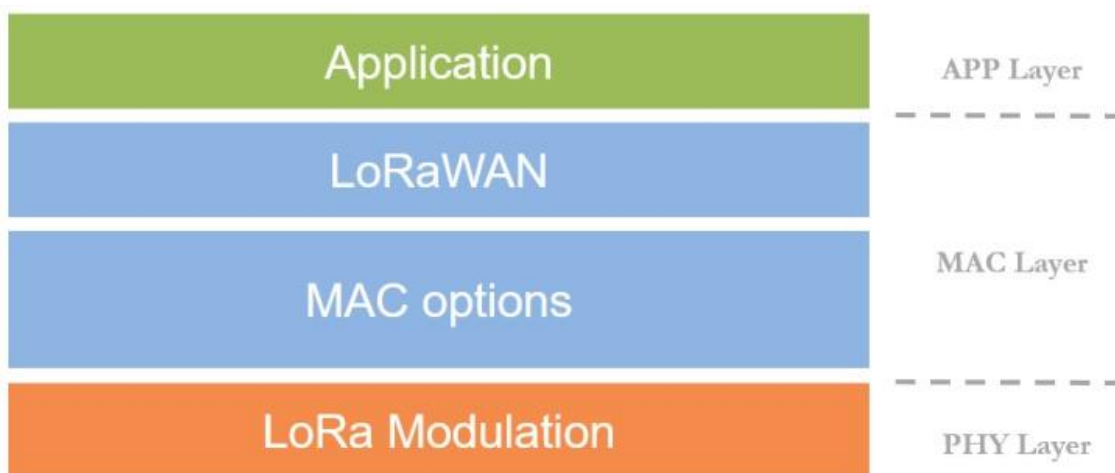 Application
APP Layer
LoRaWAN
MAC options
MAC Layer
LoRa Modulation
PHY Layer